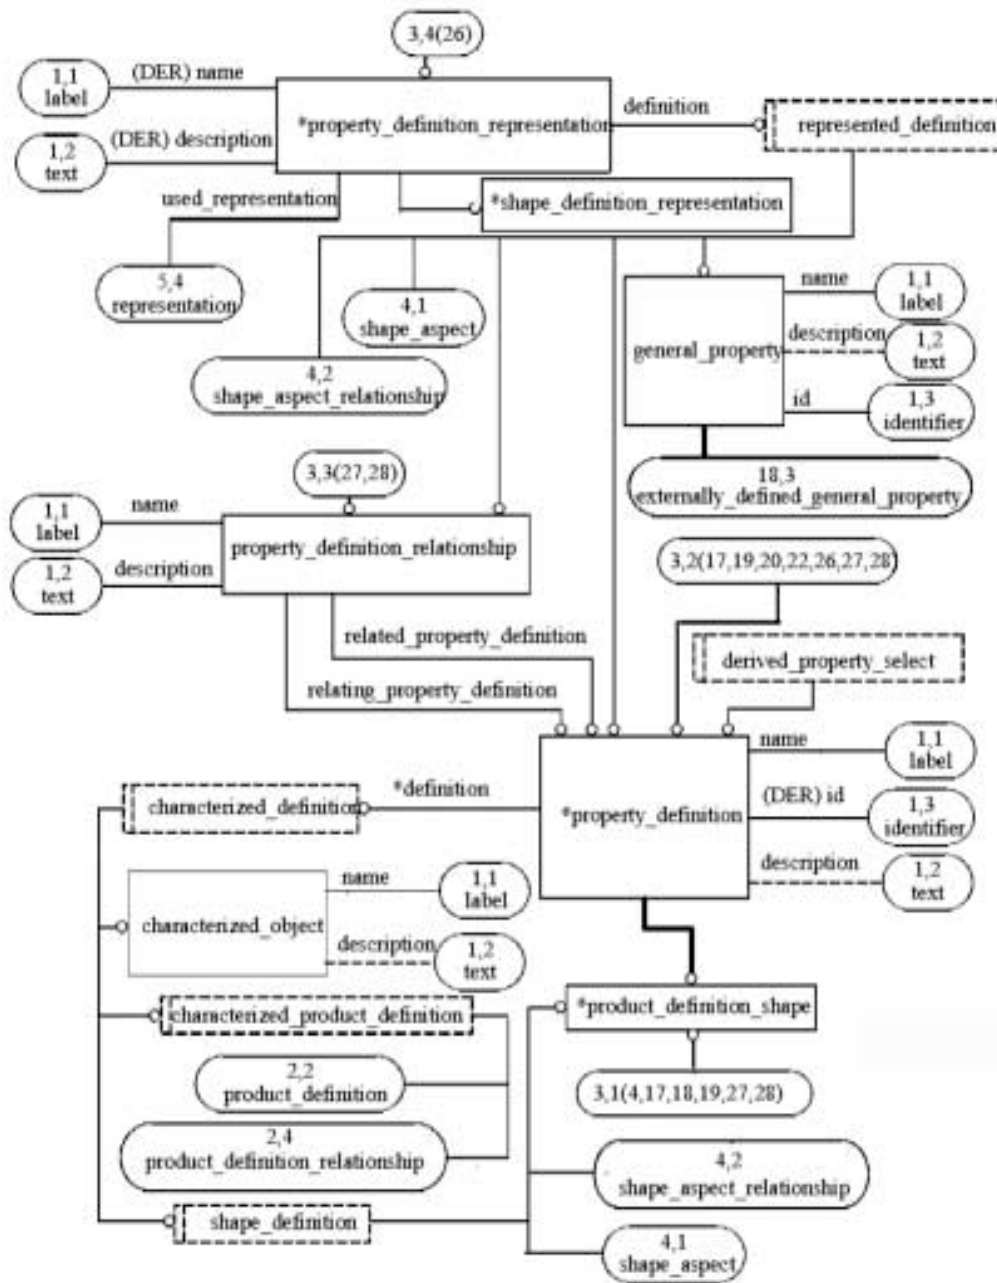 3,4(26)
1,1
label
(DER) name
*property_definition_representation
definition
represented_definition
1,2
text
(DER) description
used_representation
*shape_definition_representation
5,4
representation
4,1
shape_aspect
4,2
shape_aspect_relationship
general_property
name
1,1
label
description
1,2
text
id
1,3
identifier
18,3
externally_defined_general_property
3,3(27,28)
1,1
label
name
property_definition_relationship
1,2
text
description
3,2(17,19,20,22,26,27,28
related_property_definition
relating_property_definition
derived_property_select
*property_definition
name
1,1
label
(DER) id
1,3
identifier
description
1,2
text
*definition
characterized_definition
characterized_object
name
1,1
label
description
1,2
text
characterized_product_definition
*product_definition_shape
2,2
product_definition
3,1(4,17,18,19,27,28)
2,4
product_definition_relationship
4,2
shape_aspect_relationship
shape_definition
4,1
shape_aspect